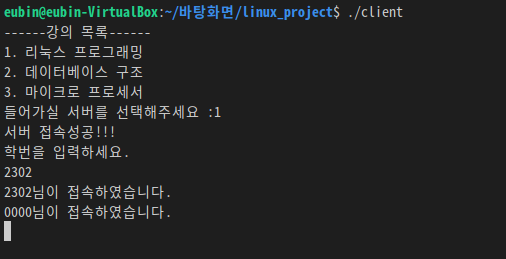 eubin@eubin-VirtualBox:~/바탕화면/linux_project$ ./client
------강의 목록------
1. 리눅스 프로그래밍
2. 데이터베이스 구조
3. 마이크로 프로세서
들어가실 서버를 선택해주세요 :1
서버 접속성공!!!
학번을 입력하세요.
2302
2302님이 접속하였습니다.
0000님이 접속하였습니다.